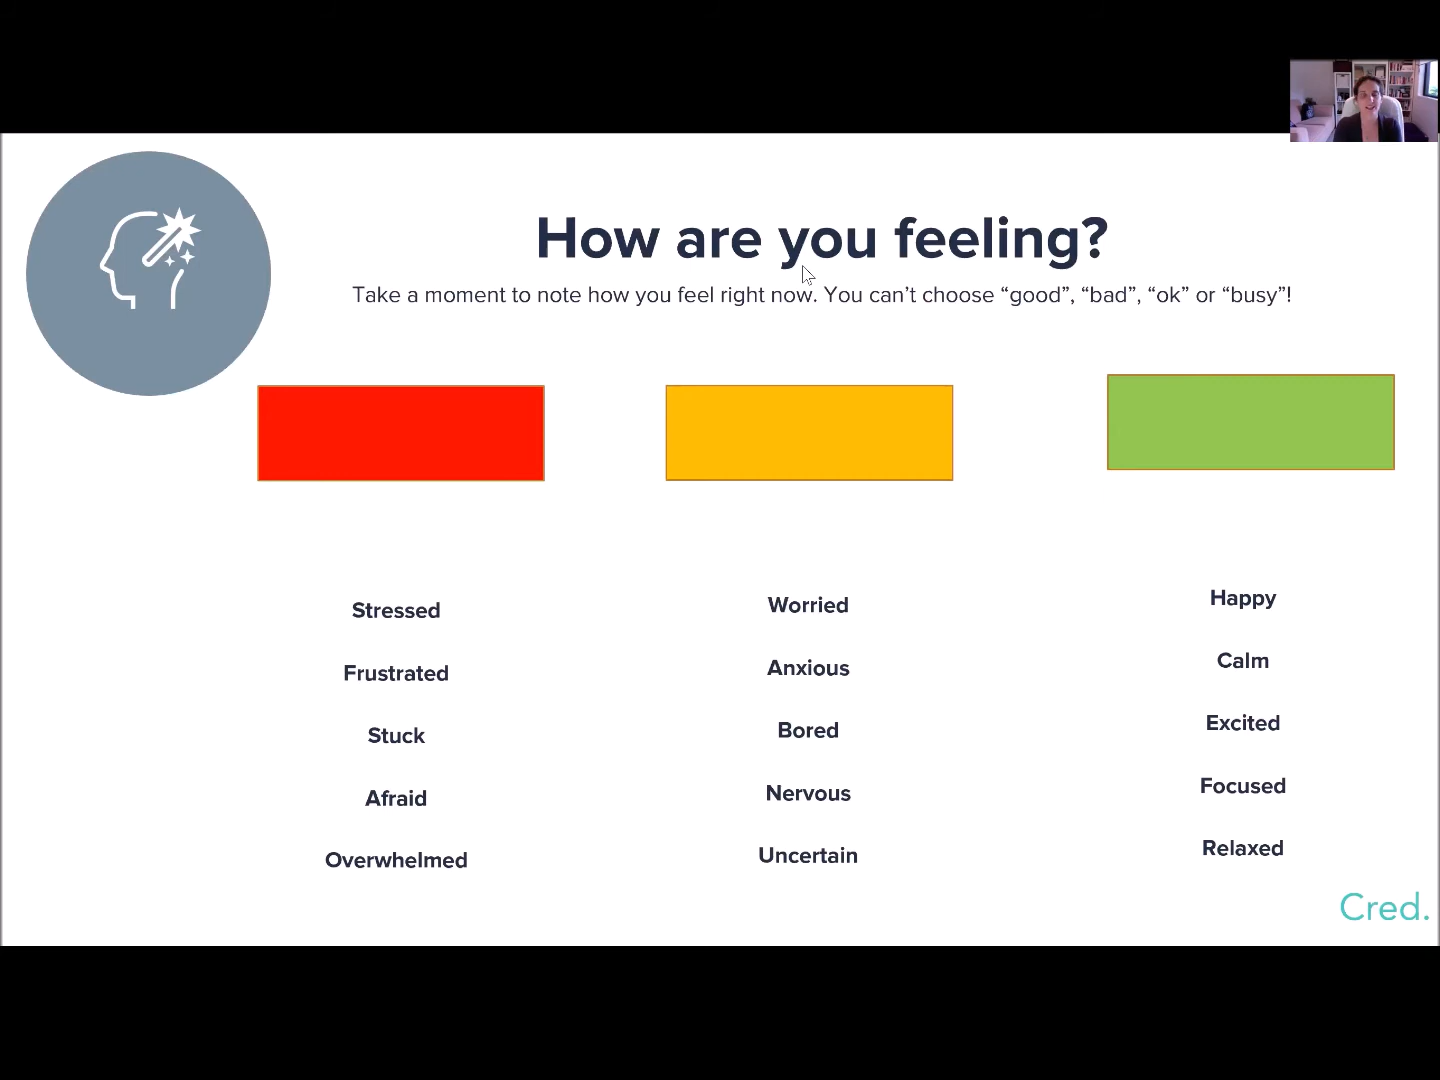 How are you feeling?
Take a moment to note how you feel right now. You can’t choose “good”, “bad”, “ok” or “busy”!
Stressed
Frustrated
Stuck
Afraid
Overwhelmed
Worried
Anxious
Bored
Nervous
Uncertain
Happy
Calm
Excited
Focused
Relaxed
Cred.